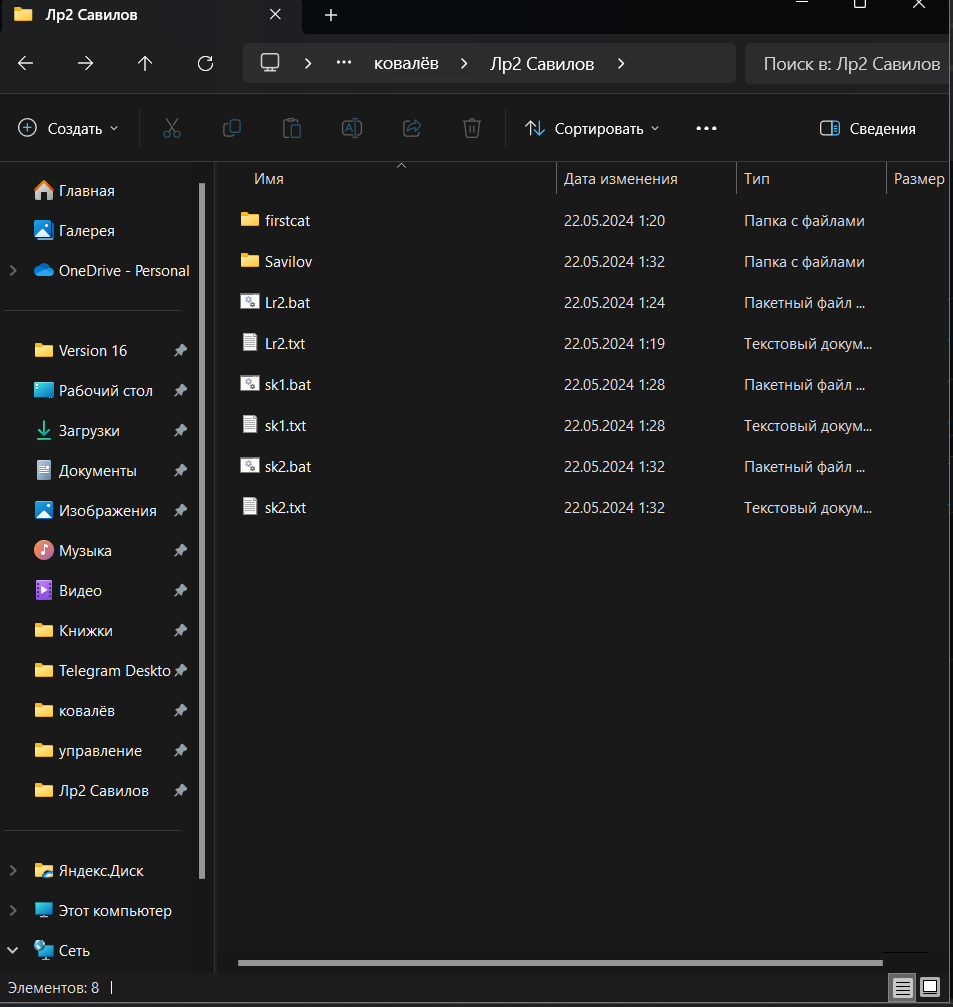 Лр2 Савилов
ковалёв Лр2 Савилов Поиск в: Лр2 Савилов
Создать Сортировать Сведения
Имя Дата изменения Тип Размер
firstcat 22.05.2024 1:20 Папка с файлами
Savilov 22.05.2024 1:32 Папка с файлами
Lr2.bat 22.05.2024 1:24 Пакетный файл ...
Lr2.txt 22.05.2024 1:19 Текстовый докум...
sk1.bat 22.05.2024 1:28 Пакетный файл ...
sk1.txt 22.05.2024 1:28 Текстовый докум...
sk2.bat 22.05.2024 1:32 Пакетный файл ...
sk2.txt 22.05.2024 1:32 Текстовый докум...
Главная
Галерея
OneDrive - Personal
Version 16
Рабочий стол
Загрузки
Документы
Изображения
Музыка
Видео
Книжки
Telegram Deskto
ковалёв
управление
Лр2 Савилов
Яндекс.Диск
Этот компьютер
Сеть
Элементов: 8